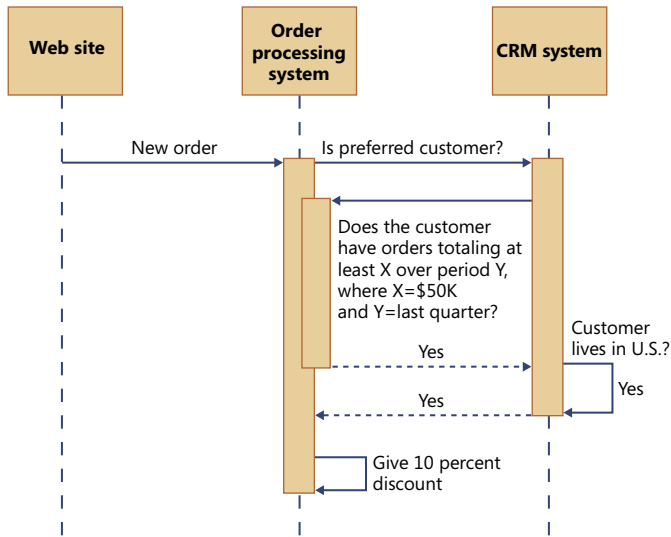 Web site
Order
processing
system
CRM system
New order
Is preferred customer?
Does the customer
have orders totaling at
least X over period Y,
where X=$50K
and Y=last quarter?
Customer
lives in U.S.?
Yes
Yes
Yes
Give 10 percent
discount